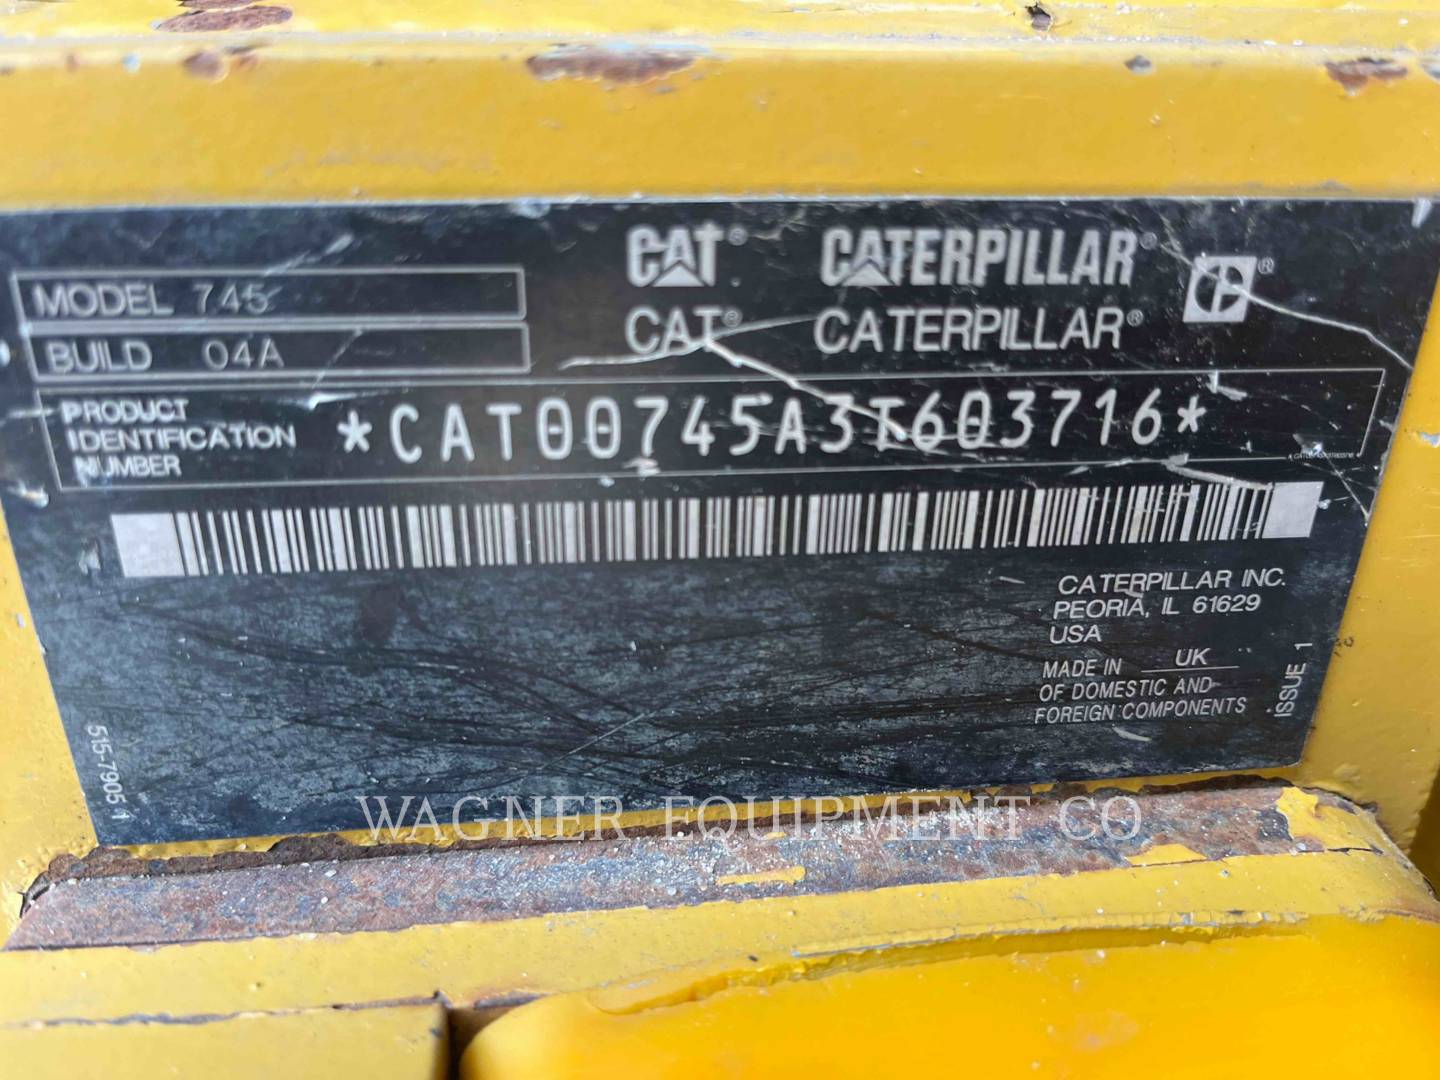 MODEL 745
BUILD 04A
CAT® CATERPILLAR®
CAT® CATERPILLAR®
PRODUCT
IDENTIFICATION
NUMBER
*CAT00745A3T603716*
CATERPILLAR INC.
PEORIA, IL 61629
USA
MADE IN UK
OF DOMESTIC AND
FOREIGN COMPONENTS
ISSUE 1
515-7905 1
WAGNER EQUIPMENT CO